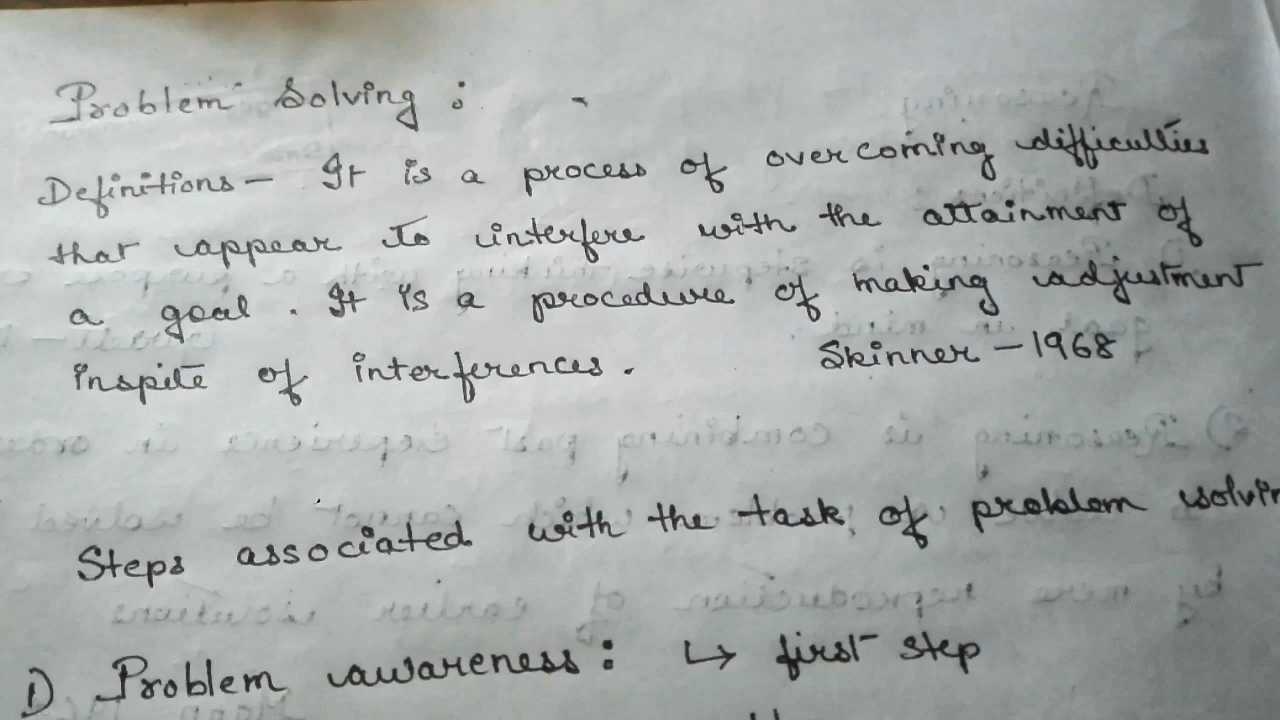 Problem Solving :
Definitions - It is a process of overcoming difficulties
that appear to interfere with the attainment of
a goal. It is a procedure of making adjustment
inspite of interferences. Skinner - 1968
Steps associated with the task of problem solvin
1) Problem awareness : ↳ first step